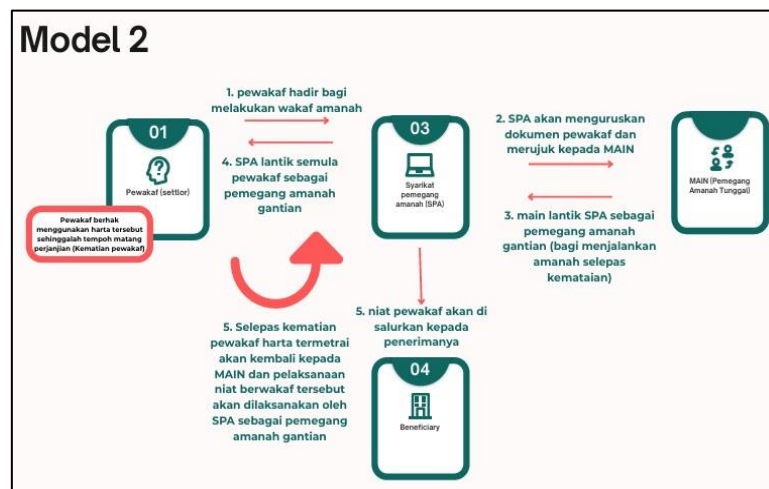 Model 2
1. pewakaf hadir bagi
melakukan wakaf amanah
01
Pewakaf (settlor)
Pewakaf berhak
menggunakan harta tersebut
sehinggalah tempoh matang
perjanjian (Kematian pewakaf)
4. SPA lantik semula
pewakaf sebagai
pemegang amanah
gantian
03
Syarikat
pemegang
amanah (SPA)
2. SPA akan menguruskan
dokumen pewakaf dan
merujuk kepada MAIN
MAIN (Pemegang
Amanah Tunggal)
3. main lantik SPA sebagai
pemegang amanah
gantian (bagi menjalankan
amanah selepas
kemataian)
5. Selepas kematian
pewakaf harta termetrai
akan kembali kepada
MAIN dan pelaksanaan
niat berwakaf tersebut
akan dilaksanakan oleh
SPA sebagai pemegang
amanah gantian
5. niat pewakaf akan di
salurkan kepada
penerimanya
04
Beneficiary